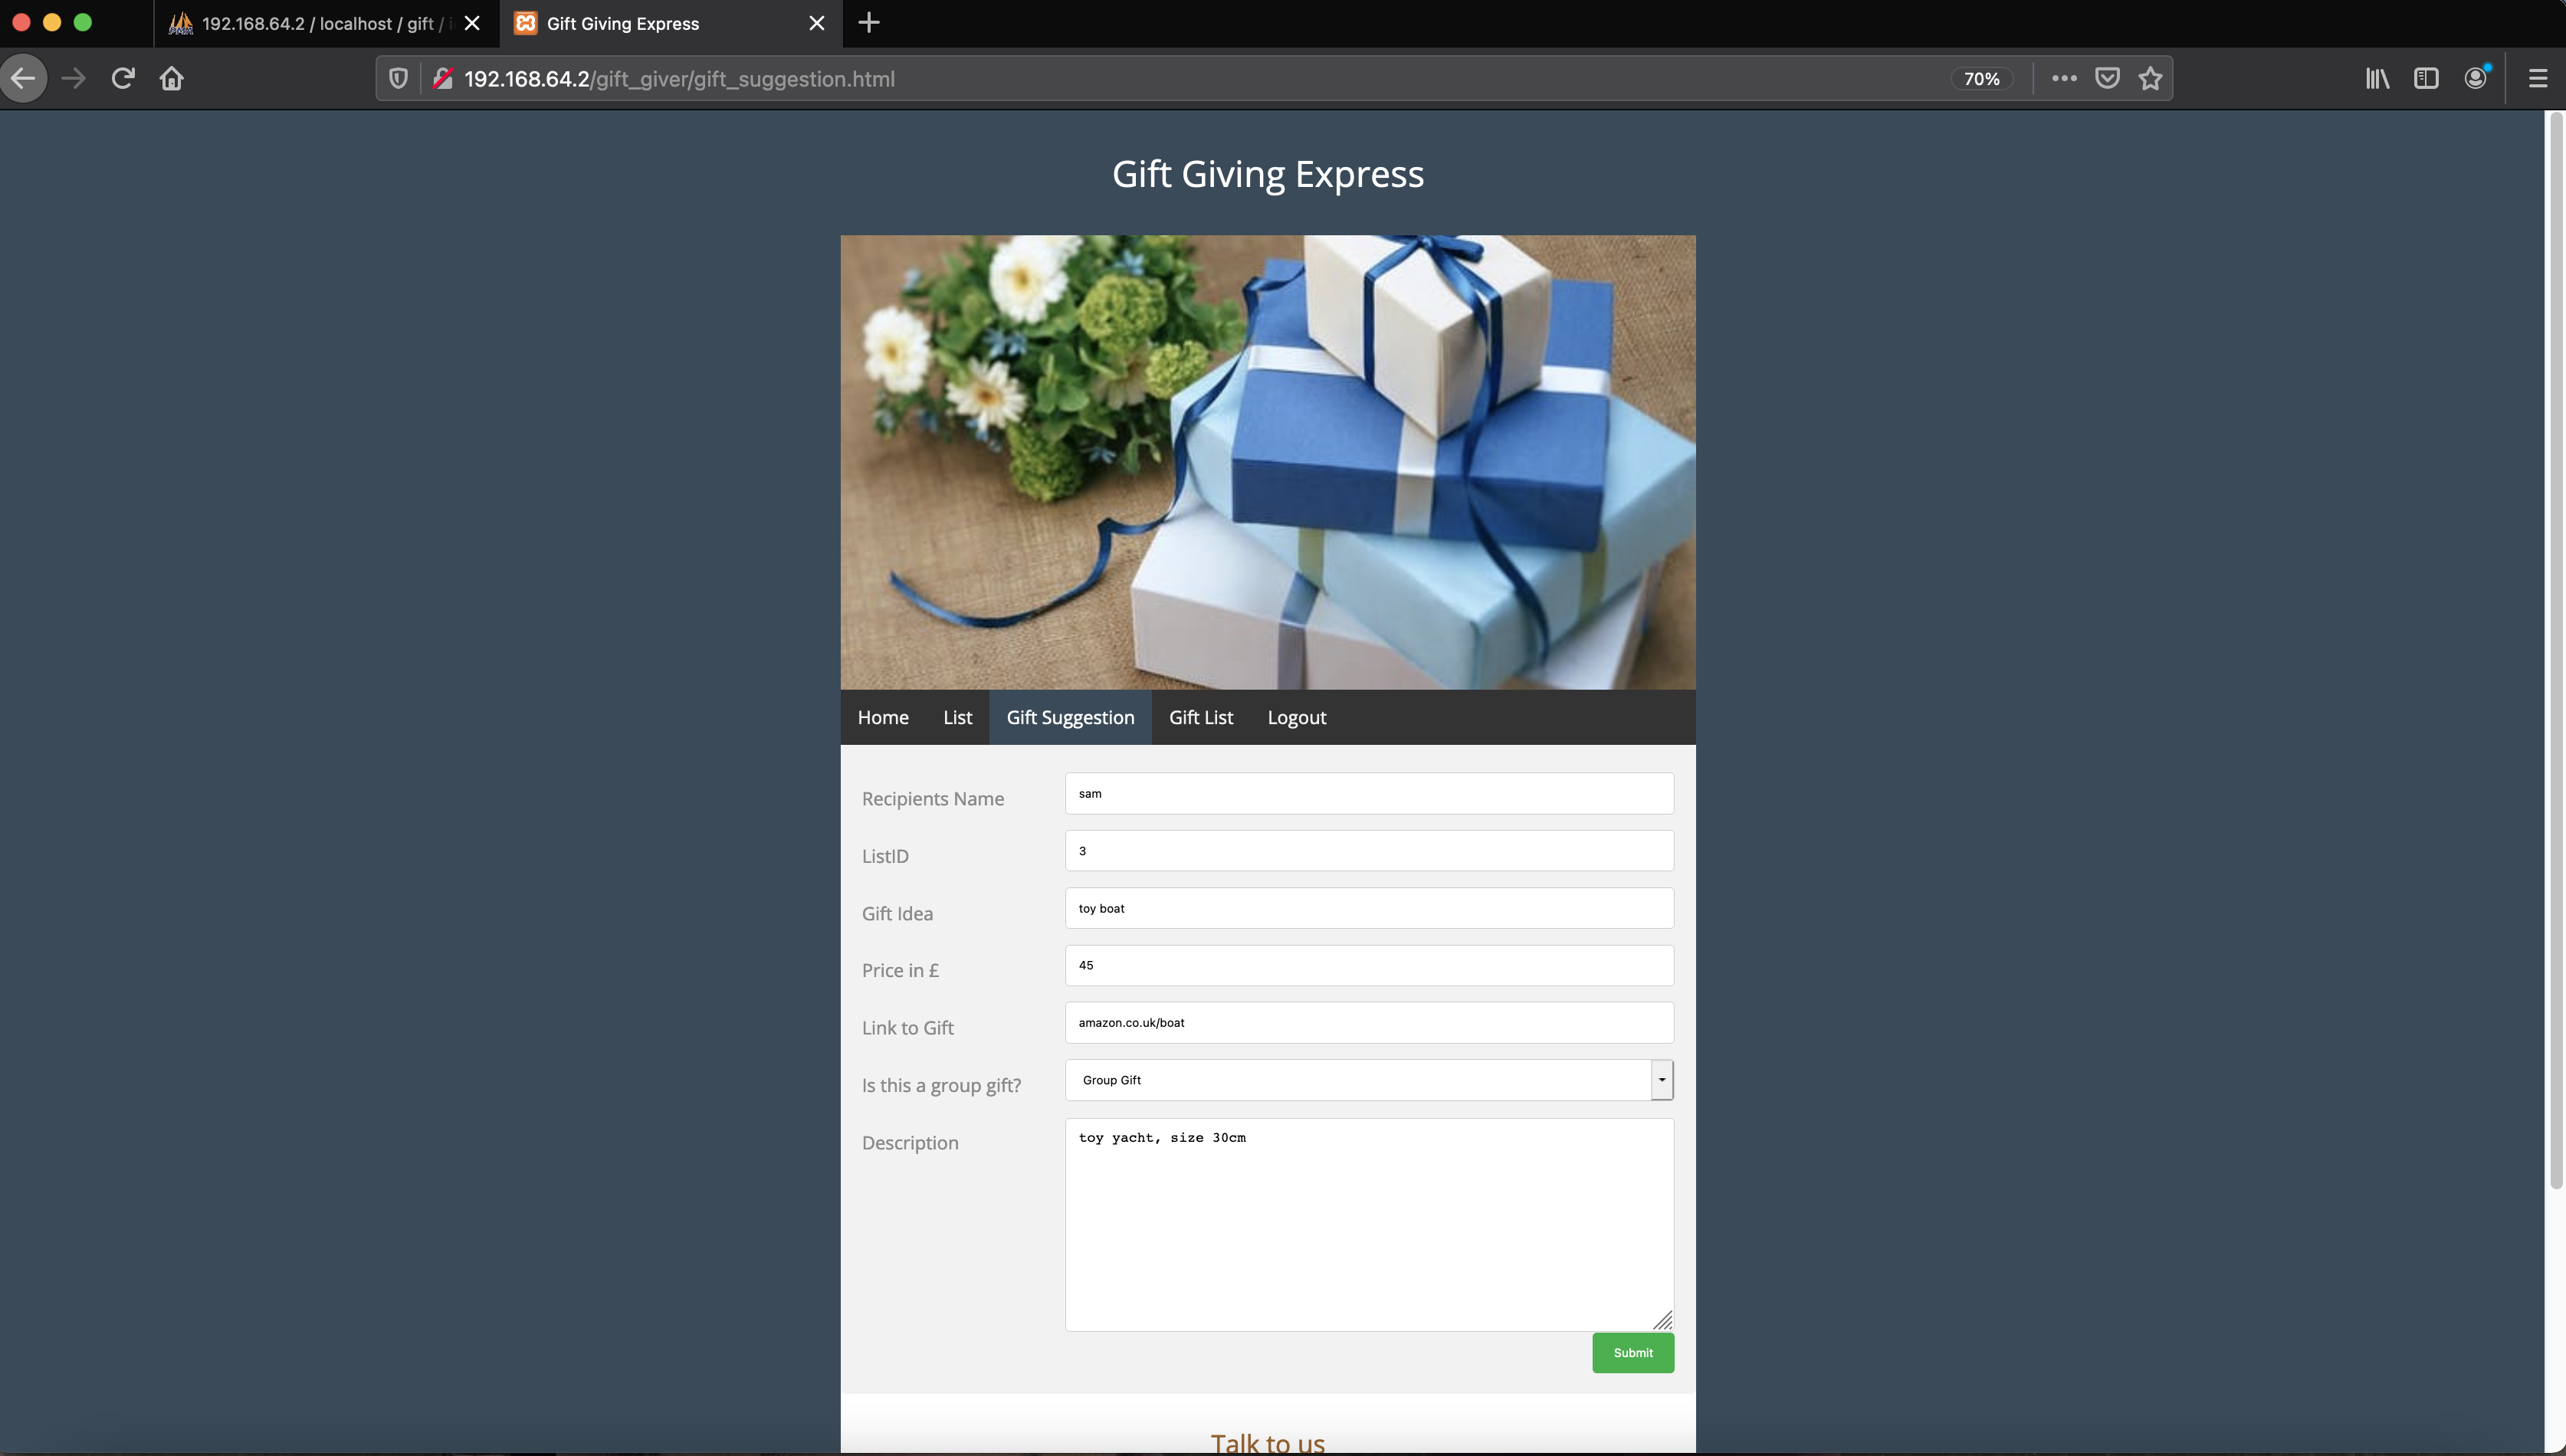 192.168.64.2 / localhost / gift /
Gift Giving Express
192.168.64.2/gift_giver/gift_suggestion.html
70%
Gift Giving Express
Home
List
Gift Suggestion
Gift List
Logout
Recipients Name
sam
ListID
3
Gift Idea
toy boat
Price in £
45
Link to Gift
amazon.co.uk/boat
Is this a group gift?
Group Gift
Description
toy yacht, size 30cm
Submit
Talk to us